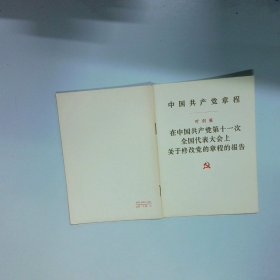 中国共产党章程
叶剑英
在中国共产党第十一次
全国代表大会上
关于修改党的章程的报告